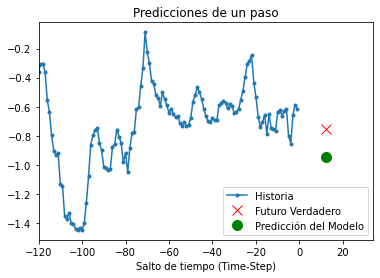 Predicciones de un paso
−0.2
−0.4
−0.6
−0.8
−1.0
−1.2
−1.4
−120 −100 −80 −60 −40 −20 0 20
Salto de tiempo (Time-Step)
Historia
Futuro Verdadero
Predicción del Modelo